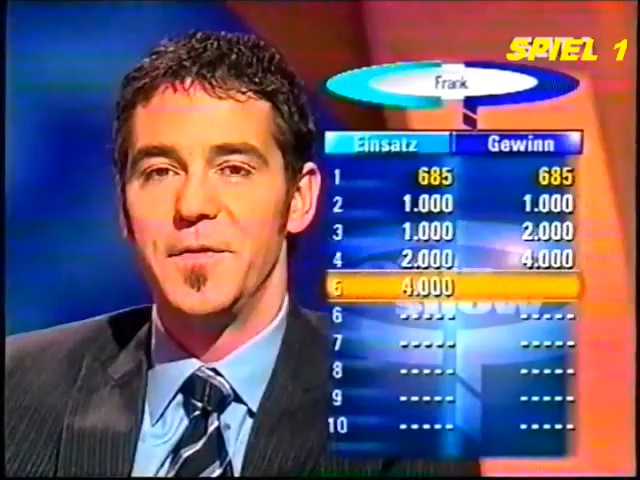 SPIEL 1
Frank
Einsatz Gewinn
1 685 685
2 1.000 1.000
3 1.000 2.000
4 2.000 4.000
5 4.000
6 ----- -----
7 ----- -----
8 ----- -----
9 ----- -----
10 ----- -----